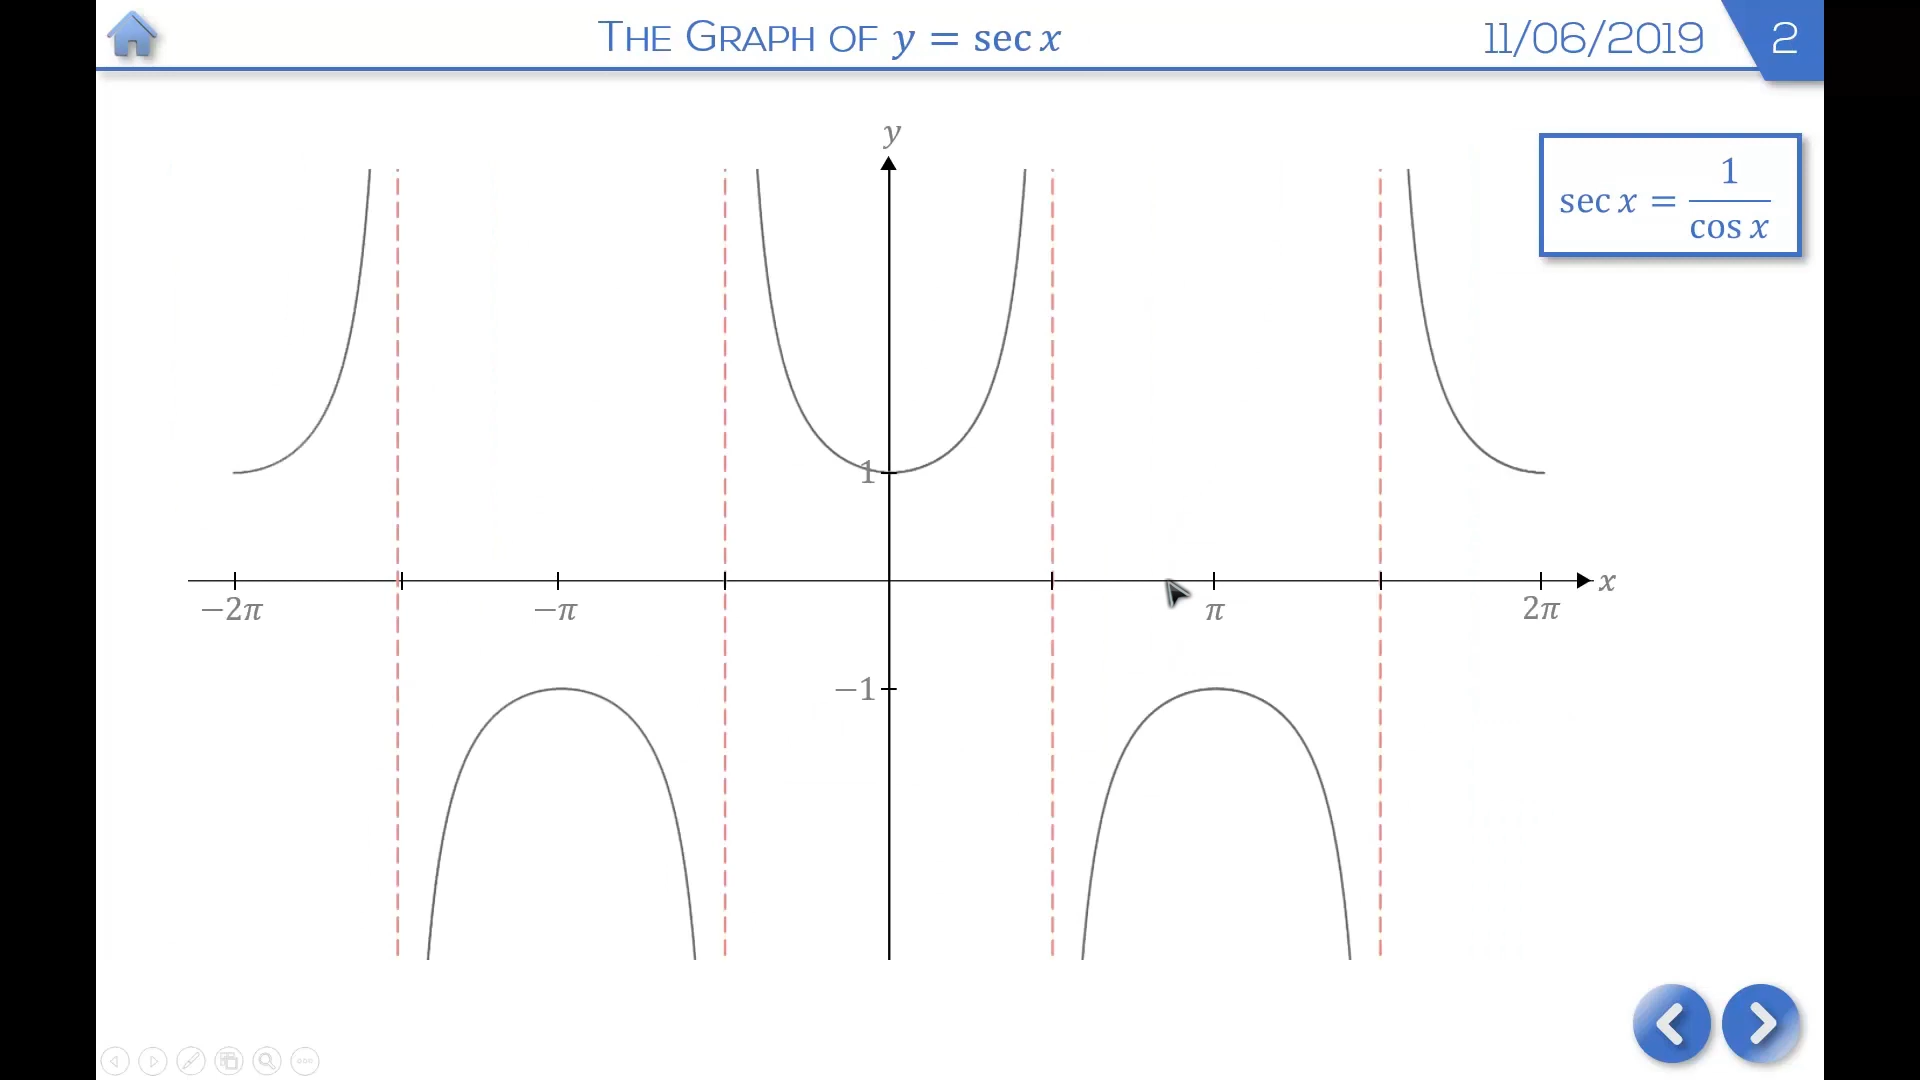 THE GRAPH OF y = sec x
11/06/2019
2
y
sec x = 1/cos x
1
x
−2π
−π
π
2π
−1